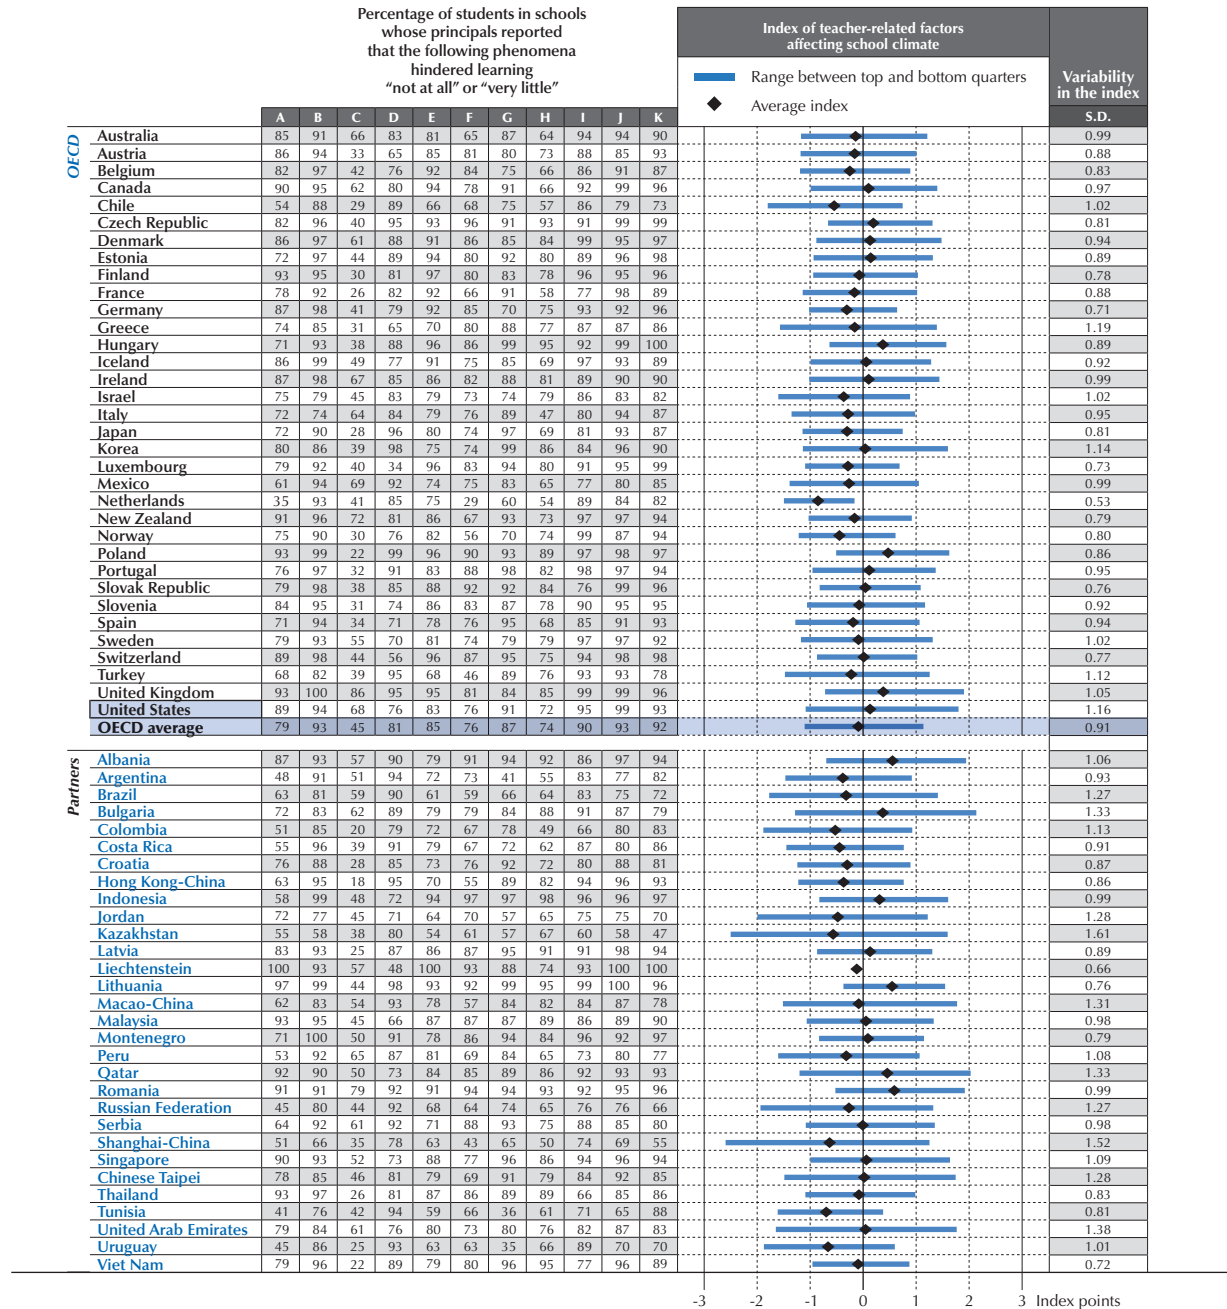 Percentage of students in schools
whose principals reported
that the following phenomena
hindered learning
“not at all” or “very little”
Index of teacher-related factors
affecting school climate
Range between top and bottom quarters
Average index
Variability
in the index
A B C D E F G H I J K S.D.
OECD
Australia 85 91 66 83 81 65 87 64 94 94 90 0.99
Austria 86 94 33 65 85 81 80 73 88 85 93 0.88
Belgium 82 97 42 76 92 84 75 66 86 91 87 0.83
Canada 90 95 62 80 94 78 91 66 92 99 96 0.97
Chile 54 88 29 89 66 68 75 57 86 79 73 1.02
Czech Republic 82 96 40 95 93 96 91 93 91 99 99 0.81
Denmark 86 97 61 88 91 86 85 84 99 95 97 0.94
Estonia 72 97 44 89 94 80 92 80 89 96 98 0.89
Finland 93 95 30 81 97 80 83 78 96 95 96 0.78
France 78 92 26 82 92 66 91 58 77 98 89 0.88
Germany 87 98 41 79 92 85 70 75 93 92 96 0.71
Greece 74 85 31 65 70 80 88 77 87 87 86 1.19
Hungary 71 93 38 88 96 86 99 95 92 99 100 0.89
Iceland 86 99 49 77 91 75 85 69 97 93 89 0.92
Ireland 87 98 67 85 86 82 88 81 89 90 90 0.99
Israel 75 79 45 83 79 73 74 79 86 83 82 1.02
Italy 72 74 64 84 79 76 89 47 80 94 87 0.95
Japan 72 90 28 96 80 74 97 69 81 93 87 0.81
Korea 80 86 39 98 75 74 99 86 84 96 90 1.14
Luxembourg 79 92 40 34 96 83 94 80 91 95 99 0.73
Mexico 61 94 69 92 74 75 83 65 77 80 85 0.99
Netherlands 35 93 41 85 75 29 60 54 89 84 82 0.53
New Zealand 91 96 72 81 86 67 93 73 97 97 94 0.79
Norway 75 90 30 76 82 56 70 74 99 87 94 0.80
Poland 93 99 22 99 96 90 93 89 97 98 97 0.86
Portugal 76 97 32 91 83 88 98 82 98 97 94 0.95
Slovak Republic 79 98 38 85 88 92 92 84 76 99 96 0.76
Slovenia 84 95 31 74 86 83 87 78 90 95 95 0.92
Spain 71 94 34 71 78 76 95 68 85 91 93 0.94
Sweden 79 93 55 70 81 74 79 79 97 97 92 1.02
Switzerland 89 98 44 56 96 87 95 75 94 98 98 0.77
Turkey 68 82 39 95 68 46 89 76 93 93 78 1.12
United Kingdom 93 100 86 95 95 81 84 85 99 99 96 1.05
United States 89 94 68 76 83 76 91 72 95 99 93 1.16
OECD average 79 93 45 81 85 76 87 74 90 93 92 0.91
Partners
Albania 87 93 57 90 79 91 94 92 86 97 94 1.06
Argentina 48 91 51 94 72 73 41 55 83 77 82 0.93
Brazil 63 81 59 90 61 59 66 64 83 75 72 1.27
Bulgaria 72 83 62 89 79 79 84 88 91 87 79 1.33
Colombia 51 85 20 79 72 67 78 49 66 80 83 1.13
Costa Rica 55 96 39 91 79 67 72 62 87 80 86 0.91
Croatia 76 88 28 85 73 76 92 72 80 88 81 0.87
Hong Kong-China 63 95 18 95 70 55 89 82 94 96 93 0.86
Indonesia 58 99 48 72 94 97 97 98 96 96 97 0.99
Jordan 72 77 45 71 64 70 57 65 75 75 70 1.28
Kazakhstan 55 58 38 80 54 61 57 67 60 58 47 1.61
Latvia 83 93 25 87 86 87 95 91 91 98 94 0.89
Liechtenstein 100 93 57 48 100 93 88 74 93 100 100 0.66
Lithuania 97 99 44 98 93 92 99 95 99 100 96 0.76
Macao-China 62 83 54 93 78 57 84 82 84 87 78 1.31
Malaysia 93 95 45 66 87 87 87 89 86 89 90 0.98
Montenegro 71 100 50 91 78 86 94 84 96 92 97 0.79
Peru 53 92 65 87 81 69 84 65 73 80 77 1.08
Qatar 92 90 50 73 84 85 89 86 92 93 93 1.33
Romania 91 91 79 92 91 94 94 93 92 95 96 0.99
Russian Federation 45 80 44 92 68 64 74 65 76 76 66 1.27
Serbia 64 92 61 92 71 88 93 75 88 85 80 0.98
Shanghai-China 51 66 35 78 63 43 65 50 74 69 55 1.52
Singapore 90 93 52 73 88 77 96 86 94 96 94 1.09
Chinese Taipei 78 85 46 81 79 69 91 79 84 92 85 1.28
Thailand 93 97 26 81 87 86 89 89 66 85 86 0.83
Tunisia 41 76 42 94 59 66 36 61 71 65 88 0.81
United Arab Emirates 79 84 61 76 80 73 80 76 82 87 83 1.38
Uruguay 45 86 25 93 63 63 35 66 89 70 70 1.01
Viet Nam 79 96 22 89 79 80 96 95 77 96 89 0.72
-3 -2 -1 0 1 2 3 Index points